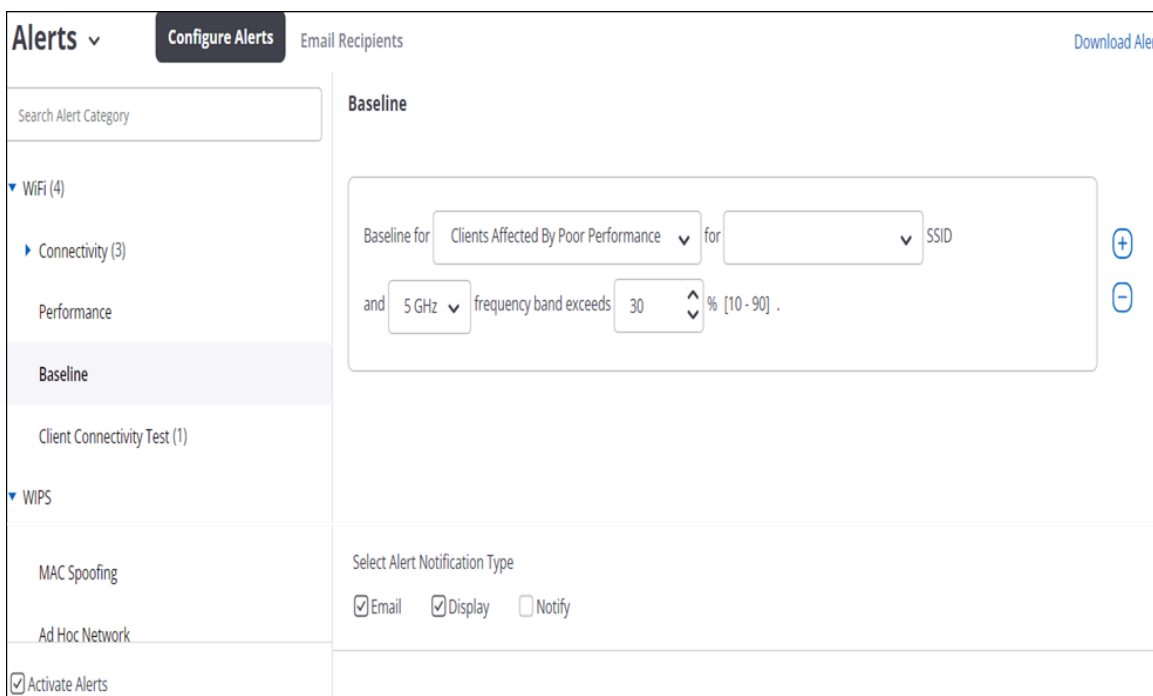 Alerts
Configure Alerts
Email Recipients
Download Aler
Search Alert Category
WiFi (4)
Connectivity (3)
Performance
Baseline
Client Connectivity Test (1)
WIPS
MAC Spoofing
Ad Hoc Network
Activate Alerts
Baseline
Baseline for Clients Affected By Poor Performance for SSID
and 5 GHz frequency band exceeds 30 % [10 - 90] .
Select Alert Notification Type
Email Display Notify